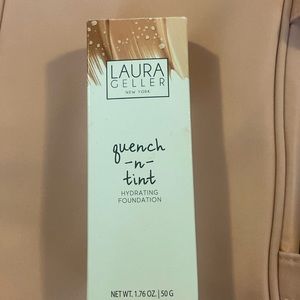 LAURA
GELLER
NEW YORK
quench
-n-
tint
HYDRATING
FOUNDATION
NET WT. 1.76 OZ. | 50 G